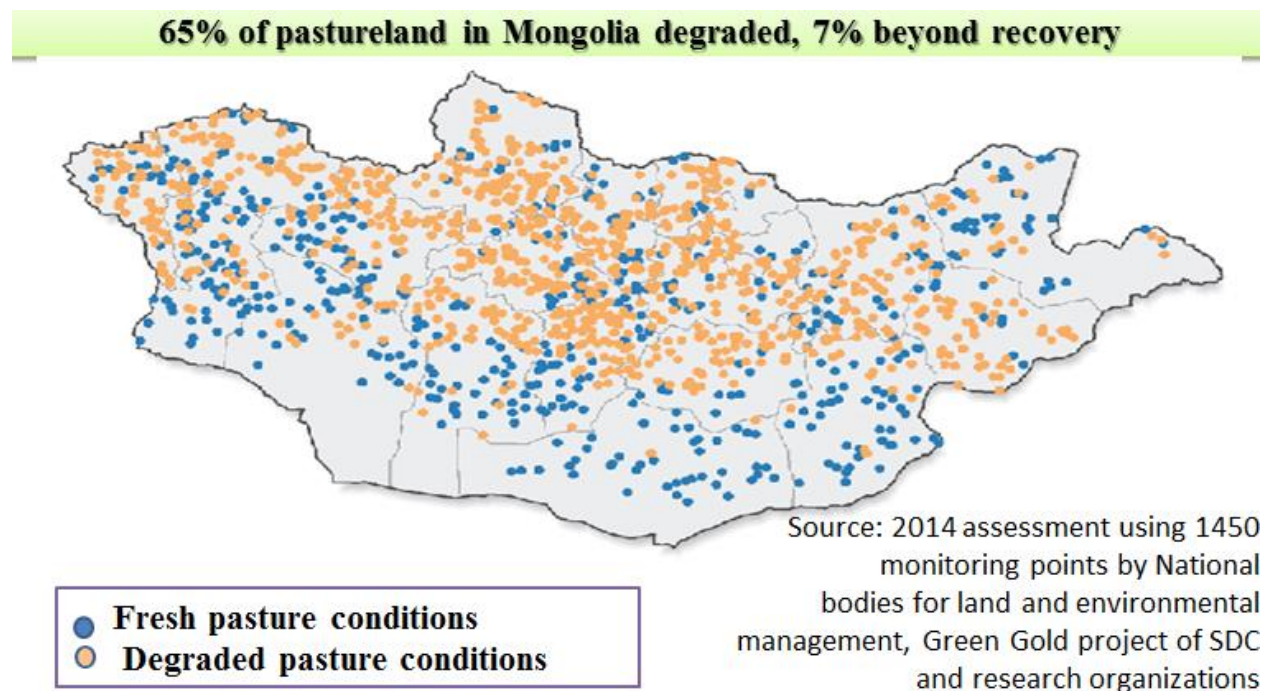 65% of pastureland in Mongolia degraded, 7% beyond recovery
Source: 2014 assessment using 1450
monitoring points by National
bodies for land and environmental
management, Green Gold project of SDC
and research organizations
Fresh pasture conditions
Degraded pasture conditions